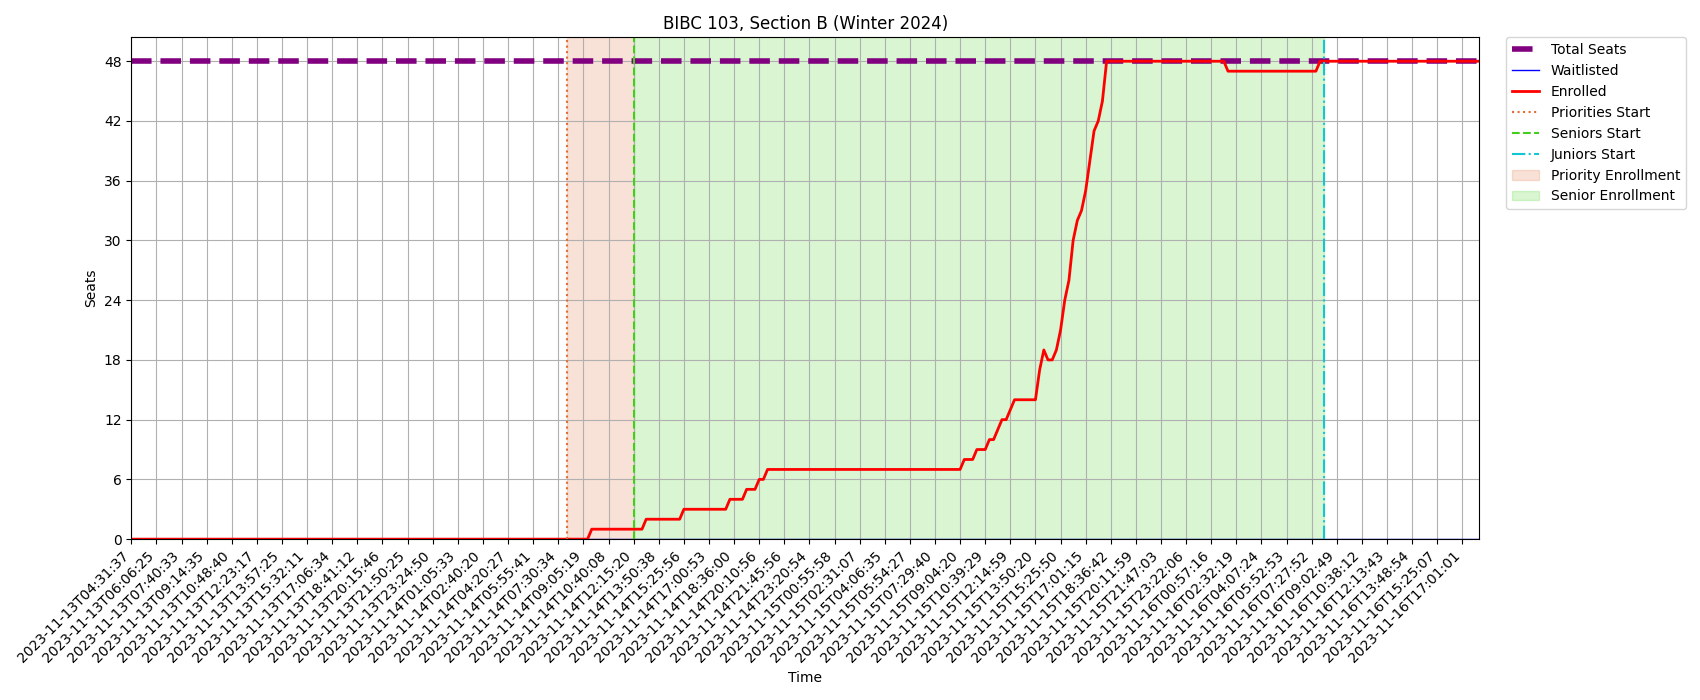 BIBC 103, Section B (Winter 2024)
Seats
48
42
36
30
24
18
12
6
0
2023-11-13T04:31:37
2023-11-13T06:06:25
2023-11-13T07:40:33
2023-11-13T09:14:35
2023-11-13T10:48:40
2023-11-13T12:23:17
2023-11-13T13:57:25
2023-11-13T15:32:11
2023-11-13T17:06:34
2023-11-13T18:41:12
2023-11-13T20:15:46
2023-11-13T21:50:25
2023-11-13T23:24:50
2023-11-14T01:05:33
2023-11-14T02:40:20
2023-11-14T04:20:27
2023-11-14T05:55:41
2023-11-14T07:30:34
2023-11-14T09:05:19
2023-11-14T10:40:08
2023-11-14T12:15:20
2023-11-14T13:50:38
2023-11-14T15:25:56
2023-11-14T17:00:53
2023-11-14T18:36:00
2023-11-14T20:10:56
2023-11-14T21:45:56
2023-11-14T23:20:54
2023-11-15T00:55:58
2023-11-15T02:31:07
2023-11-15T04:06:35
2023-11-15T05:54:27
2023-11-15T07:29:40
2023-11-15T09:04:20
2023-11-15T10:39:29
2023-11-15T12:14:59
2023-11-15T13:50:20
2023-11-15T15:25:50
2023-11-15T17:01:15
2023-11-15T18:36:42
2023-11-15T20:11:59
2023-11-15T21:47:03
2023-11-15T23:22:06
2023-11-16T00:57:16
2023-11-16T02:32:19
2023-11-16T04:07:24
2023-11-16T05:52:53
2023-11-16T07:27:52
2023-11-16T09:02:49
2023-11-16T10:38:12
2023-11-16T12:13:43
2023-11-16T13:48:54
2023-11-16T15:25:07
2023-11-16T17:01:01
Time
Total Seats
Waitlisted
Enrolled
Priorities Start
Seniors Start
Juniors Start
Priority Enrollment
Senior Enrollment